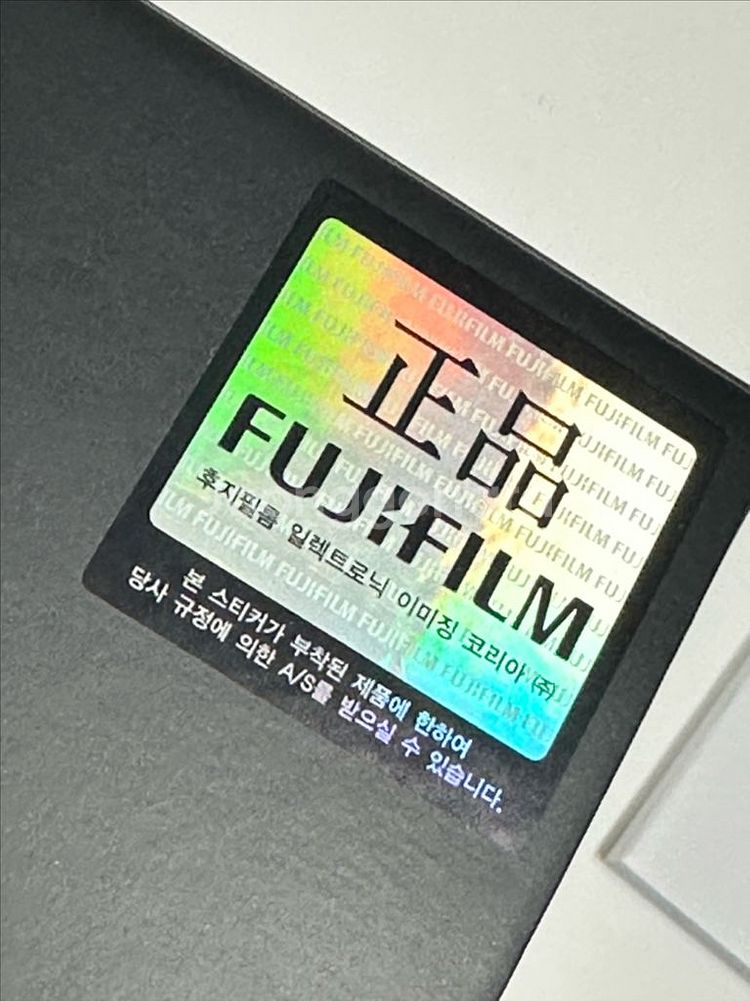 正品
FUJIFILM
후지필름 일렉트로닉 이미징 코리아 ㈜
본 스티커가 부착된 제품에 한하여
당사 규정에 의한 A/S를 받으실 수 있습니다.